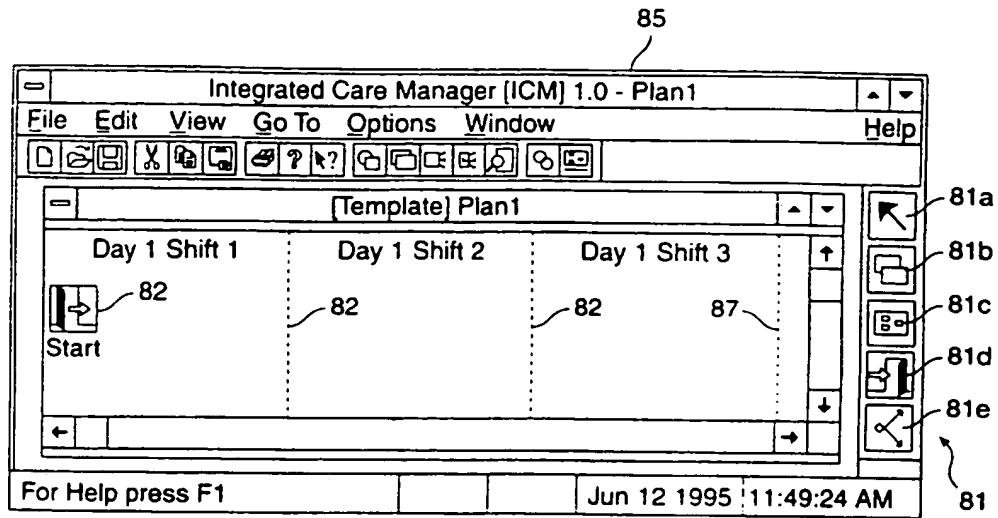 85
Integrated Care Manager [ICM] 1.0 - Plan1
File Edit View Go To Options Window Help
? ?
[Template] Plan1
81a
Day 1 Shift 1 Day 1 Shift 2 Day 1 Shift 3
81b
82 82 82 87
81c
Start
81d
81e
For Help press F1 Jun 12 1995 11:49:24 AM
81